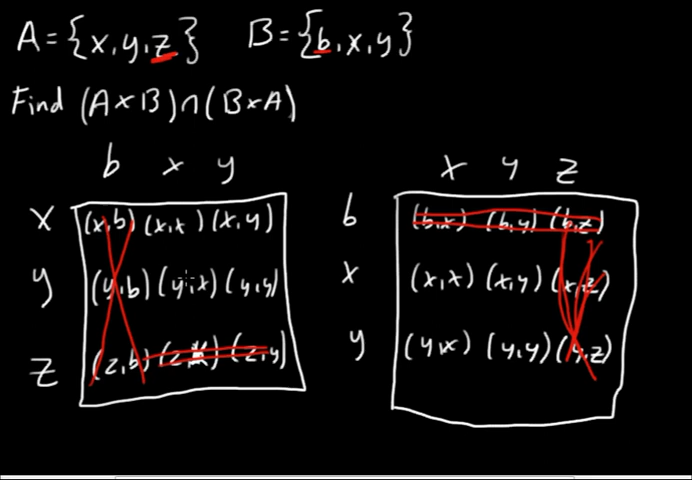 A = {x, y, z} B = {b, x, y}
Find (A × B) ∩ (B × A)
b x y x y z
x (x, b) (x, x) (x, y) b (b, x) (b, y) (b, z)
y (y, b) (y, x) (y, y) x (x, x) (x, y) (x, z)
z (z, b) (z, x) (z, y) y (y, x) (y, y) (y, z)